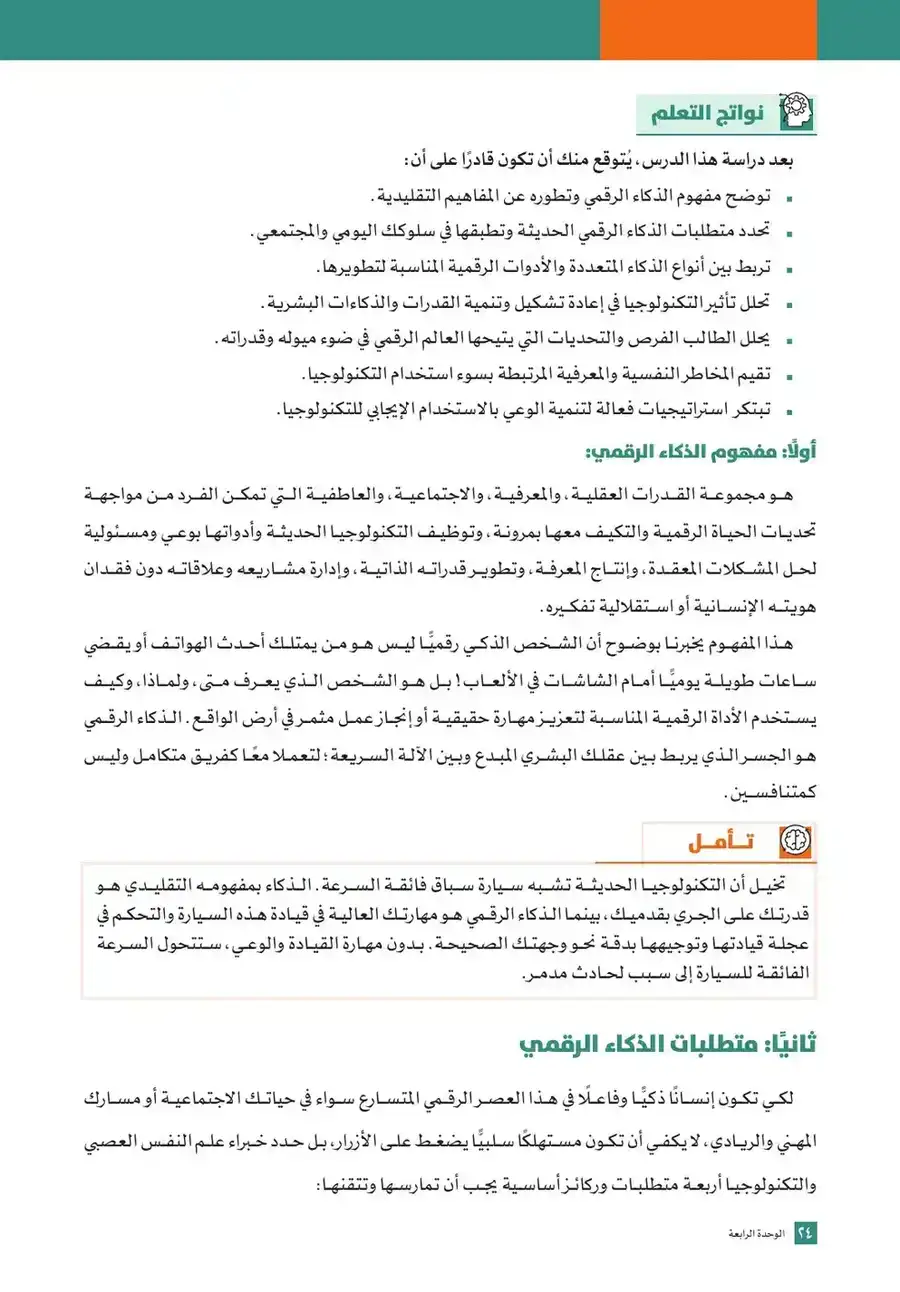 نواتج التعلم
بعد دراسة هذا الدرس، يُتوقع منك أن تكون قادرًا على أن:
▪ توضح مفهوم الذكاء الرقمي وتطوره عن المفاهيم التقليدية.
▪ تحدد متطلبات الذكاء الرقمي الحديثة وتطبقها في سلوكك اليومي والمجتمعي.
▪ تربط بين أنواع الذكاء المتعددة والأدوات الرقمية المناسبة لتطويرها.
▪ تحلل تأثير التكنولوجيا في إعادة تشكيل وتنمية القدرات والذكاءات البشرية.
▪ يحلل الطالب الفرص والتحديات التي يتيحها العالم الرقمي في ضوء ميوله وقدراته.
▪ تقيم المخاطر النفسية والمعرفية المرتبطة بسوء استخدام التكنولوجيا.
▪ تبتكر استراتيجيات فعالة لتنمية الوعي بالاستخدام الإيجابي للتكنولوجيا.
أولًا: مفهوم الذكاء الرقمي:
هو مجموعة القدرات العقلية، والمعرفية، والاجتماعية، والعاطفية التي تمكن الفرد من مواجهة
تحديات الحياة الرقمية والتكيف معها بمرونة، وتوظيف التكنولوجيا الحديثة وأدواتها بوعي ومسئولية
لحل المشكلات المعقدة، وإنتاج المعرفة، وتطوير قدراته الذاتية، وإدارة مشاريعه وعلاقاته دون فقدان
هويته الإنسانية أو استقلالية تفكيره.
هذا المفهوم يخبرنا بوضوح أن الشخص الذكي رقميًّا ليس هو من يمتلك أحدث الهواتف أو يقضي
ساعات طويلة يوميًّا أمام الشاشات في الألعاب! بل هو الشخص الذي يعرف متى، ولماذا، وكيف
يستخدم الأداة الرقمية المناسبة لتعزيز مهارة حقيقية أو إنجاز عمل مثمر في أرض الواقع. الذكاء الرقمي
هو الجسر الذي يربط بين عقلك البشري المبدع وبين الآلة السريعة؛ لتعملا معًا كفريق متكامل وليس
كمتنافسين.
تأمل
تخيل أن التكنولوجيا الحديثة تشبه سيارة سباق فائقة السرعة. الذكاء بمفهومه التقليدي هو
قدرتك على الجري بقدميك، بينما الذكاء الرقمي هو مهارتك العالية في قيادة هذه السيارة والتحكم في
عجلة قيادتها وتوجيهها بدقة نحو وجهتك الصحيحة. بدون مهارة القيادة والوعي، ستتحول السرعة
الفائقة للسيارة إلى سبب لحادث مدمر.
ثانيًا: متطلبات الذكاء الرقمي
لكي تكون إنسانًا ذكيًّا وفاعلًا في هذا العصر الرقمي المتسارع سواء في حياتك الاجتماعية أو مسارك
المهني والريادي، لا يكفي أن تكون مستهلكًا سلبيًّا يضغط على الأزرار، بل حدد خبراء علم النفس العصبي
والتكنولوجيا أربعة متطلبات وركائز أساسية يجب أن تمارسها وتتقنها:
٢٤ الوحدة الرابعة